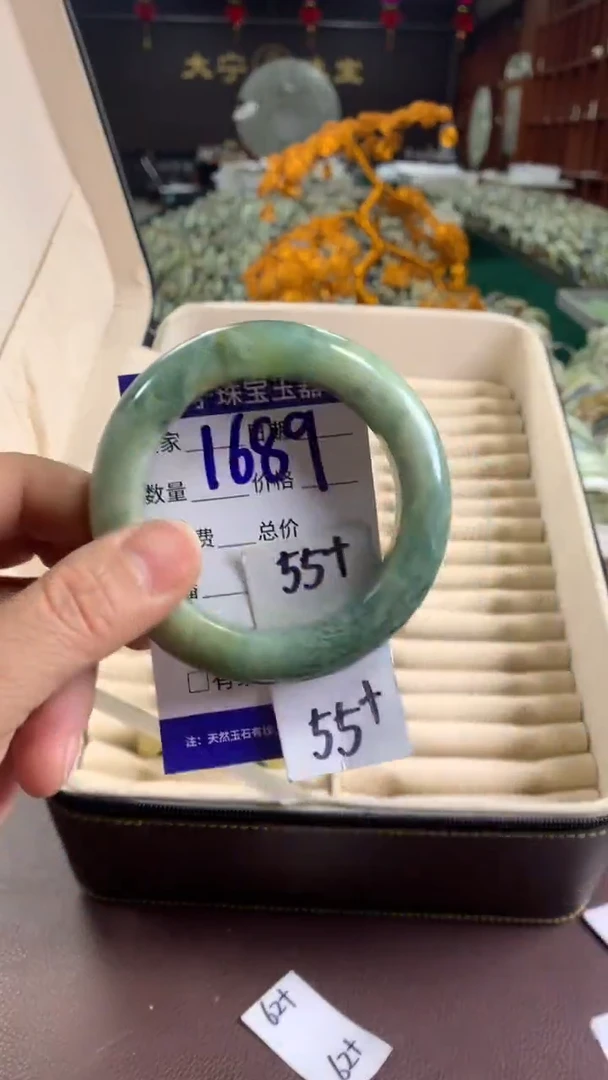 大宁
珠宝玉器
家
1689
数量 价格
费 总价
55+
注：天然玉石有
55+
62+
62+